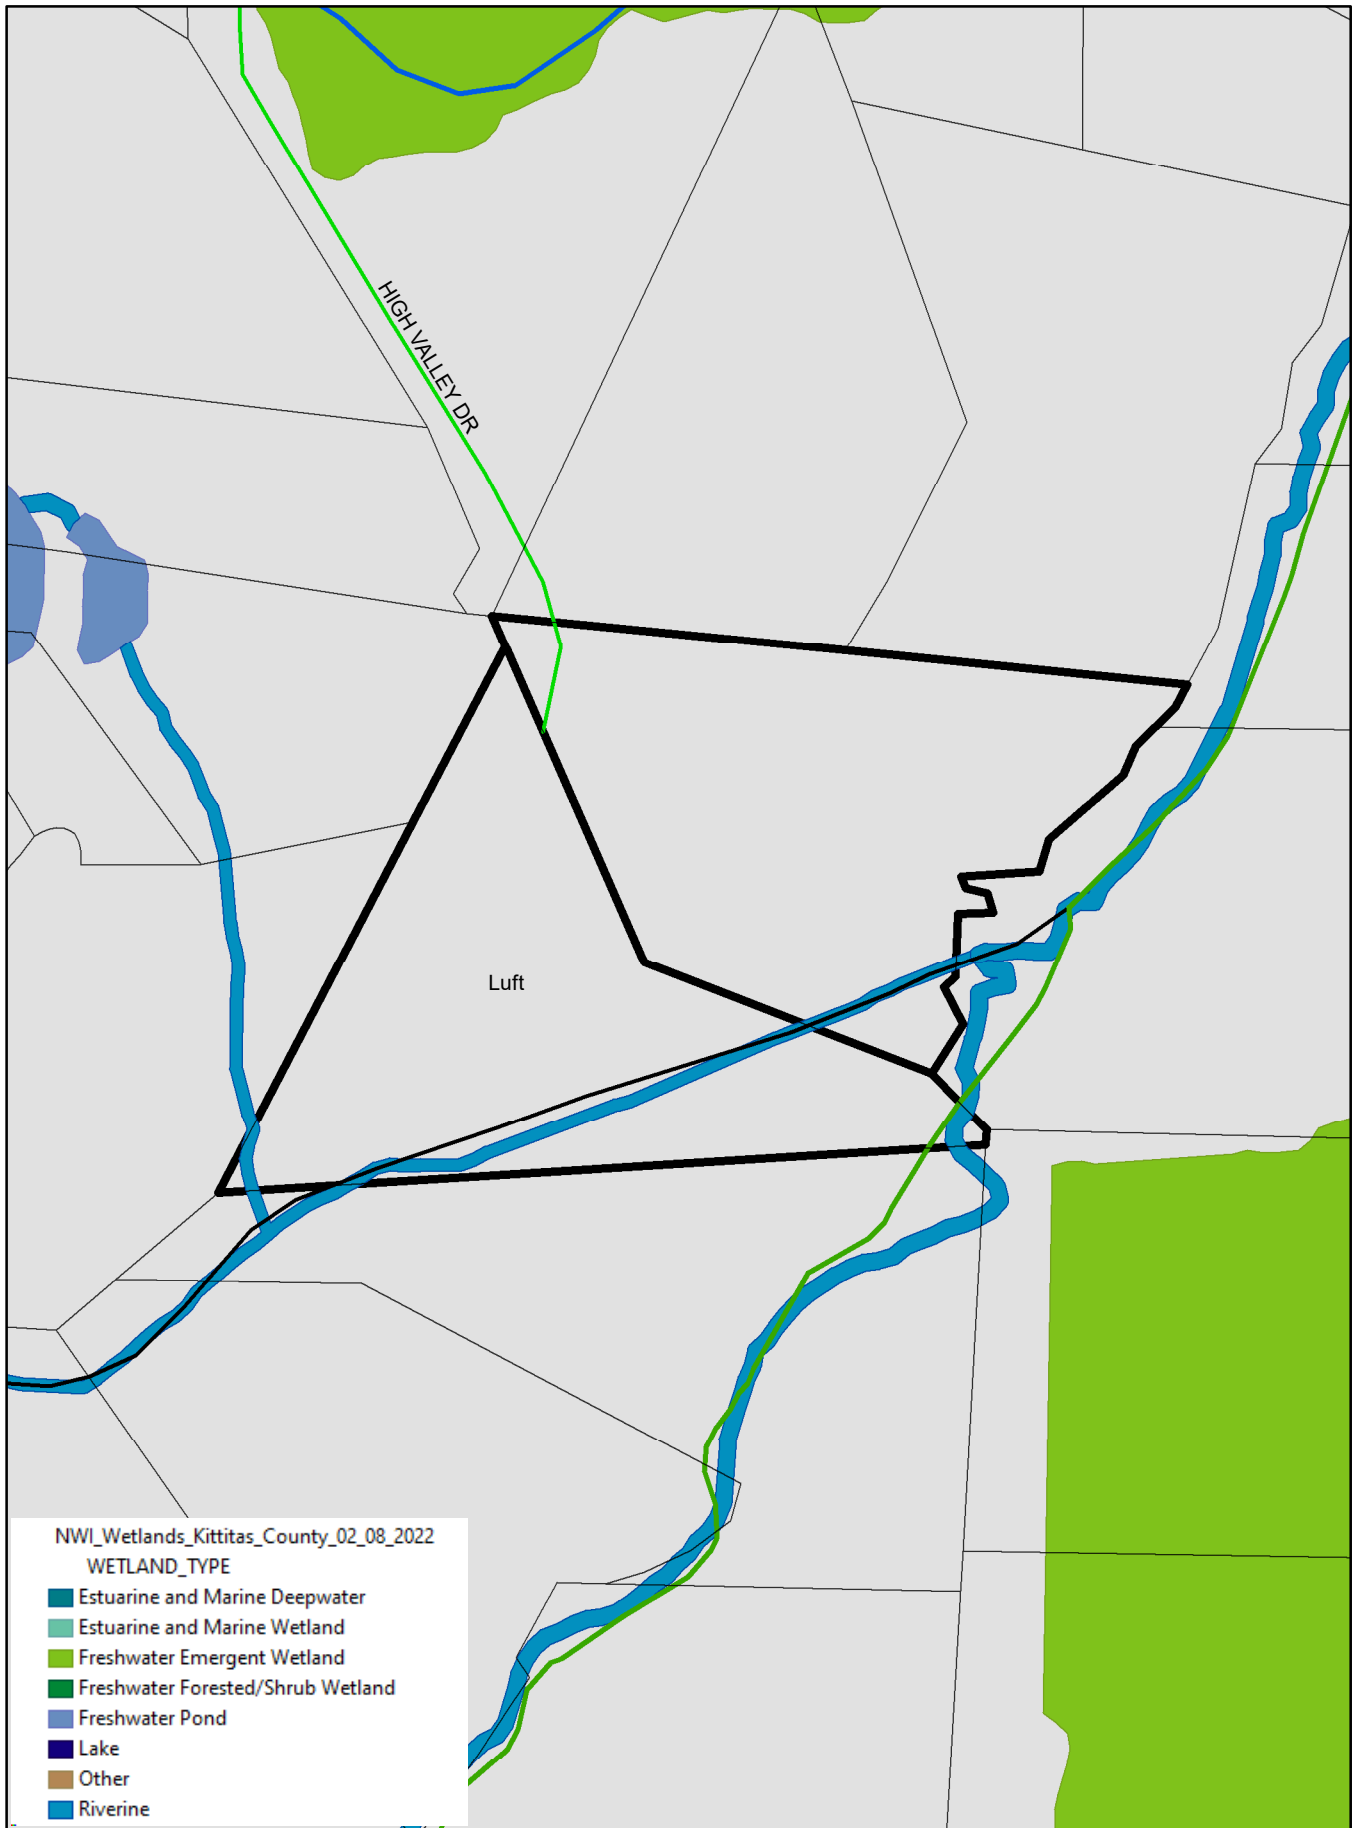 HIGH VALLEY DR
Luft
NWI_Wetlands_Kittitas_County_02_08_2022
WETLAND_TYPE
Estuarine and Marine Deepwater
Estuarine and Marine Wetland
Freshwater Emergent Wetland
Freshwater Forested/Shrub Wetland
Freshwater Pond
Lake
Other
Riverine